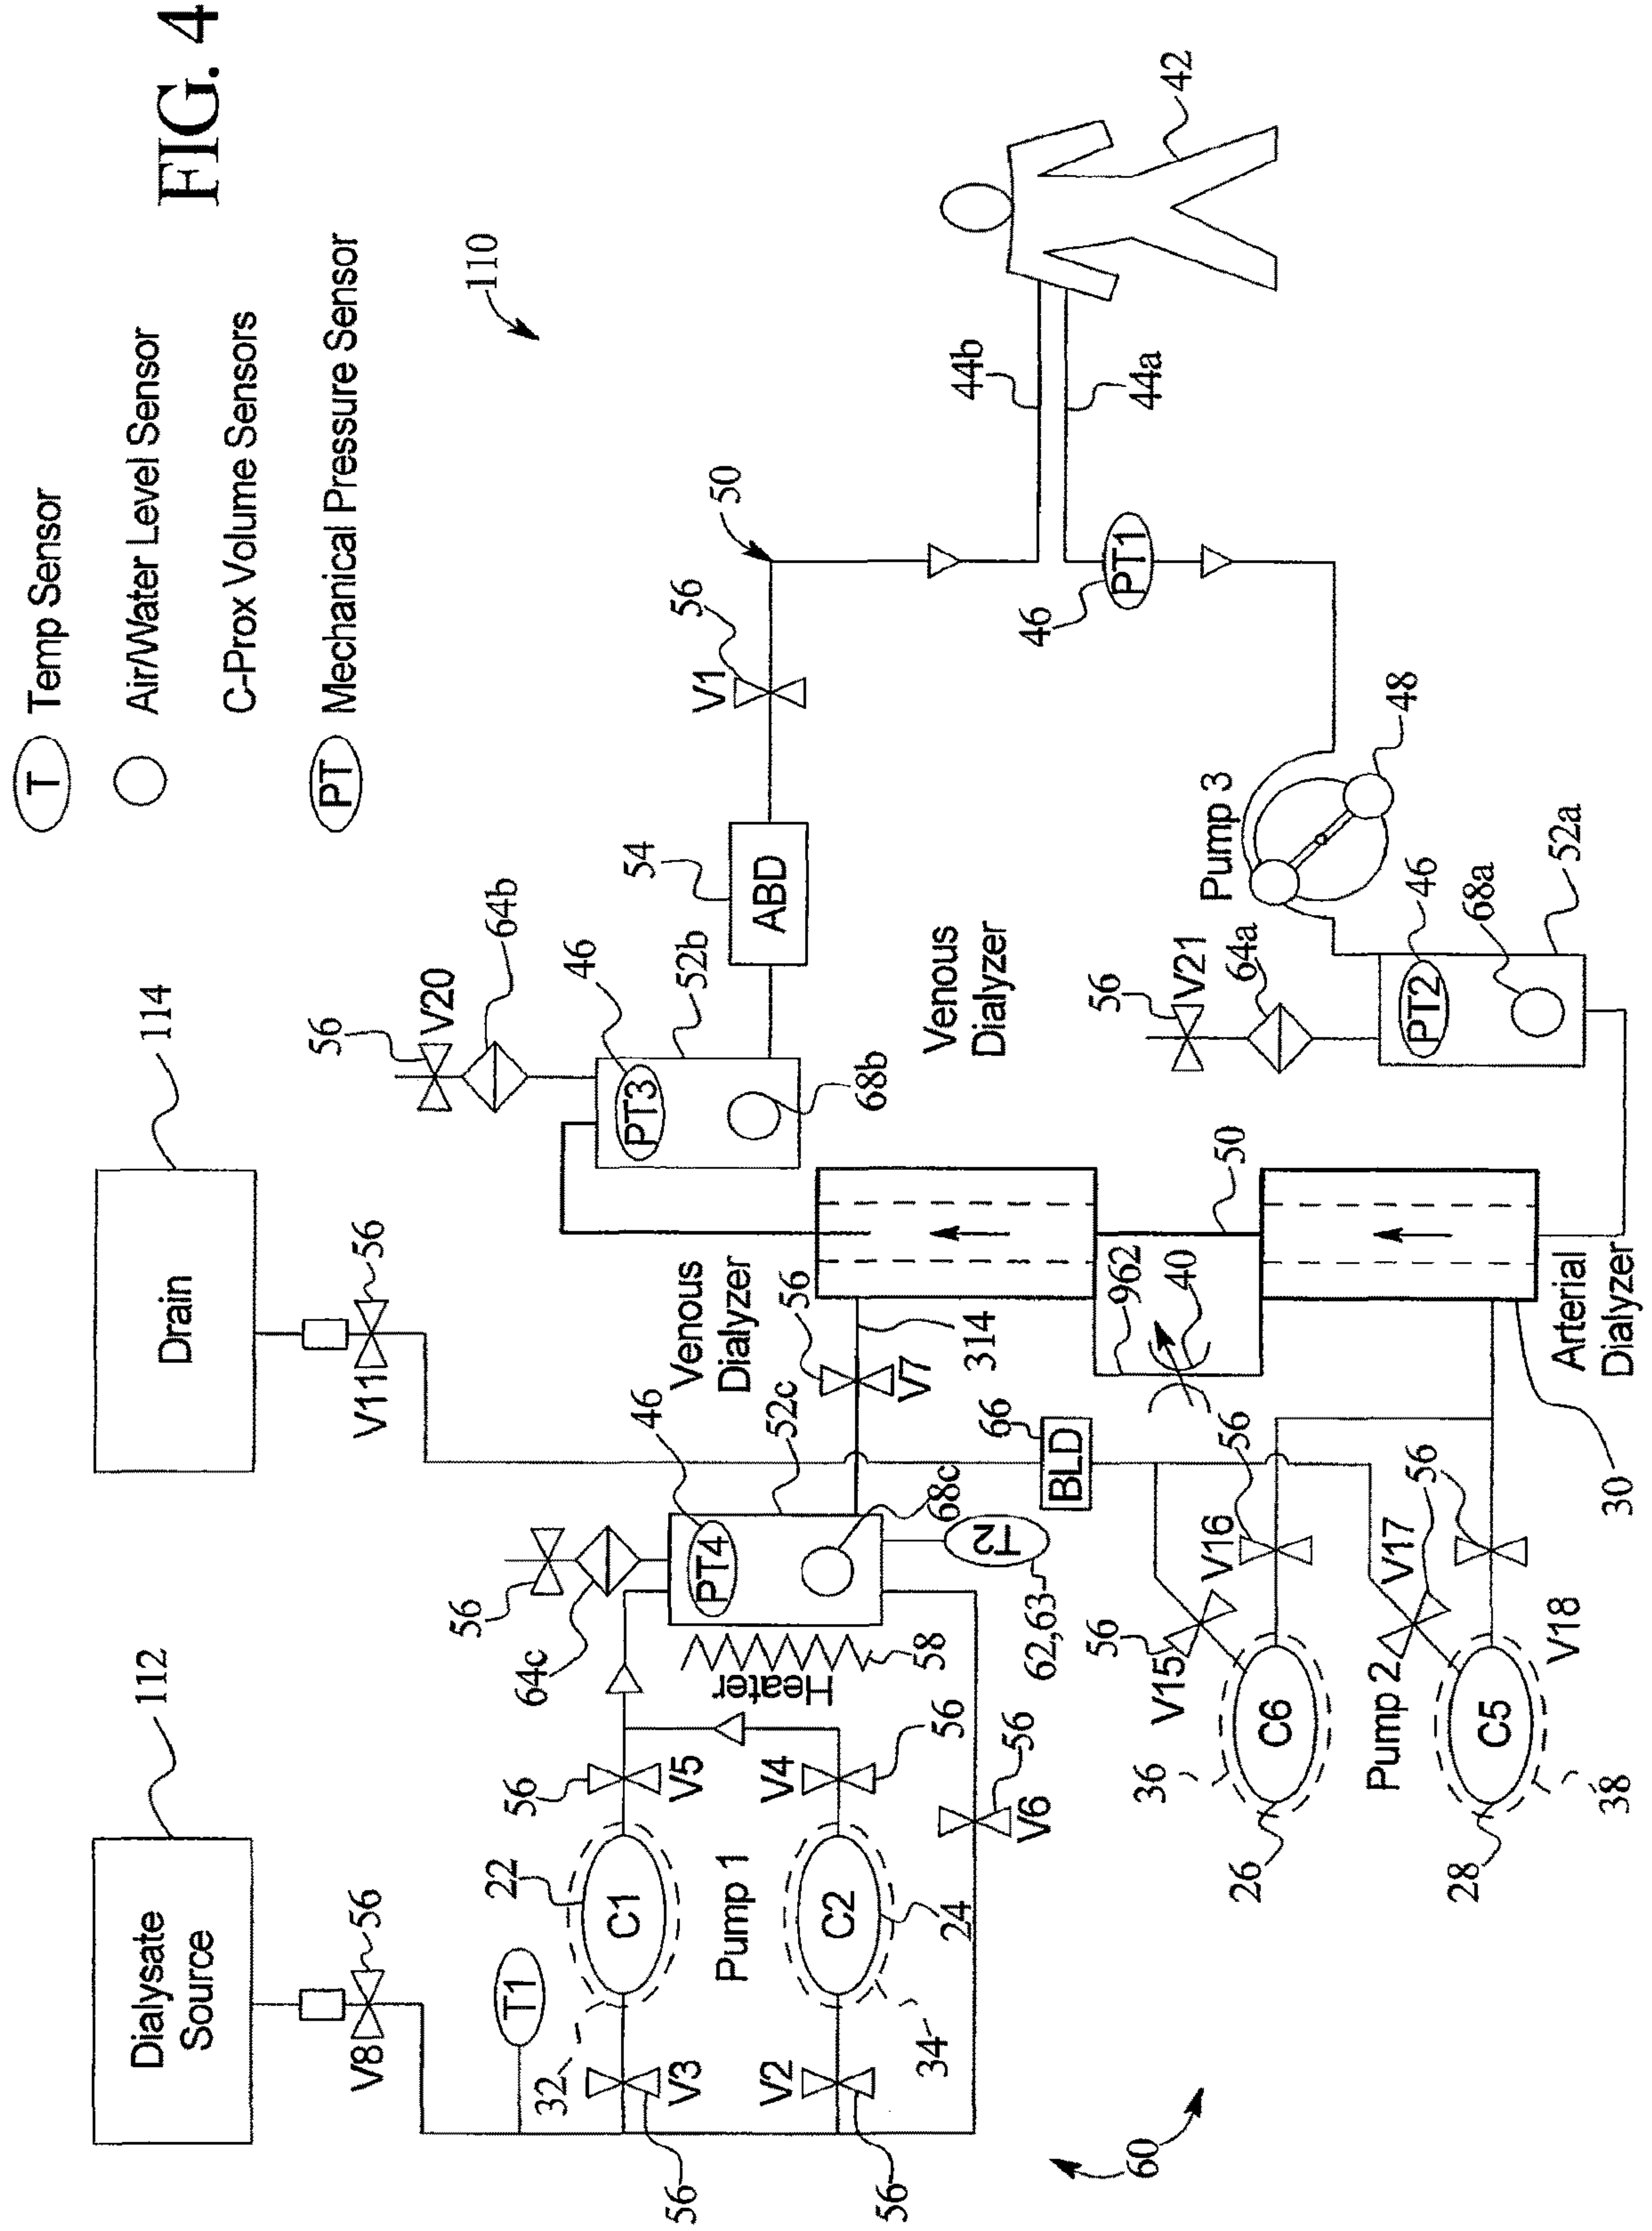 FIG. 4
T Temp Sensor
Air/Water Level Sensor
C-Prox Volume Sensors
PT Mechanical Pressure Sensor
Dialysate
Source
112
Drain
114
110
V8
56
V11
56
56
V20
64b
T1
22
56
64c
56
32
C1
46
54
56
V3
V5
PT4
46
PT3
52b
V1
50
56
Pump 1
Heater
Venous
Dialyzer
52c
ABD
V2
C2
V4
56
68c
68b
56
34
24
56
58
V7
314
56
T2
62,63
66
BLD
Venous
Dialyzer
44b
44a
42
V6
56
60
962
40
50
56
V21
64a
46
PT1
36
V15
56
V16
56
26
C6
Pump 3
48
Pump 2
V17
56
PT2
46
68a
52a
28
C5
38
V18
30
Arterial
Dialyzer